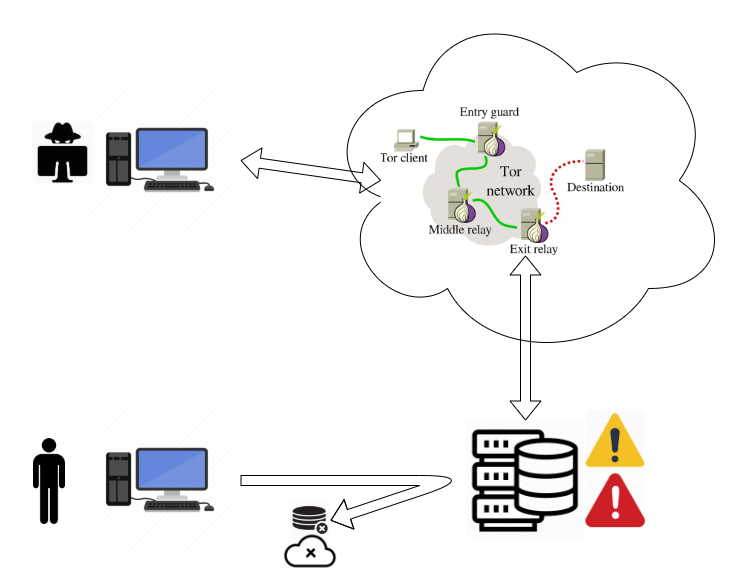 Entry guard
Tor client
Tor
network
Destination
Middle relay
Exit relay